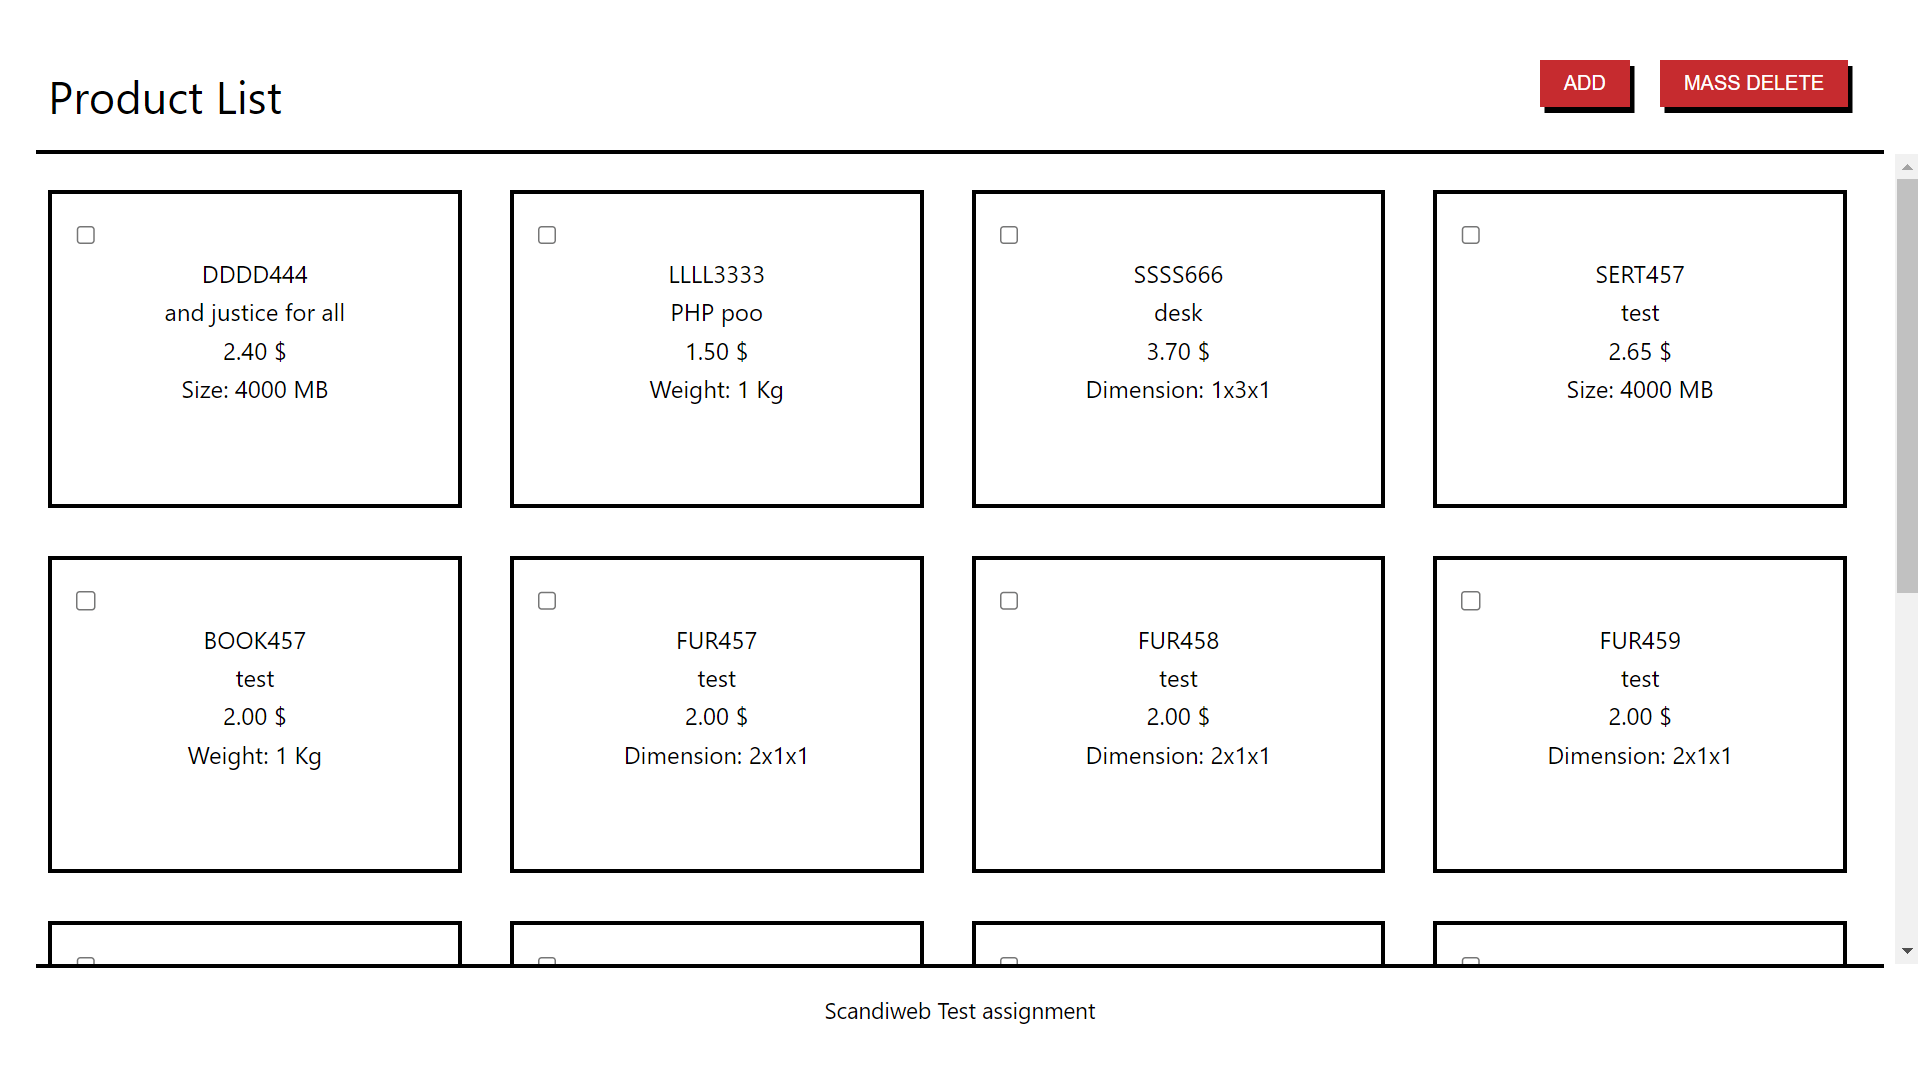 Product List
ADD
MASS DELETE
DDDD444
and justice for all
2.40 $
Size: 4000 MB
LLLL3333
PHP poo
1.50 $
Weight: 1 Kg
SSSS666
desk
3.70 $
Dimension: 1x3x1
SERT457
test
2.65 $
Size: 4000 MB
BOOK457
test
2.00 $
Weight: 1 Kg
FUR457
test
2.00 $
Dimension: 2x1x1
FUR458
test
2.00 $
Dimension: 2x1x1
FUR459
test
2.00 $
Dimension: 2x1x1
Scandiweb Test assignment